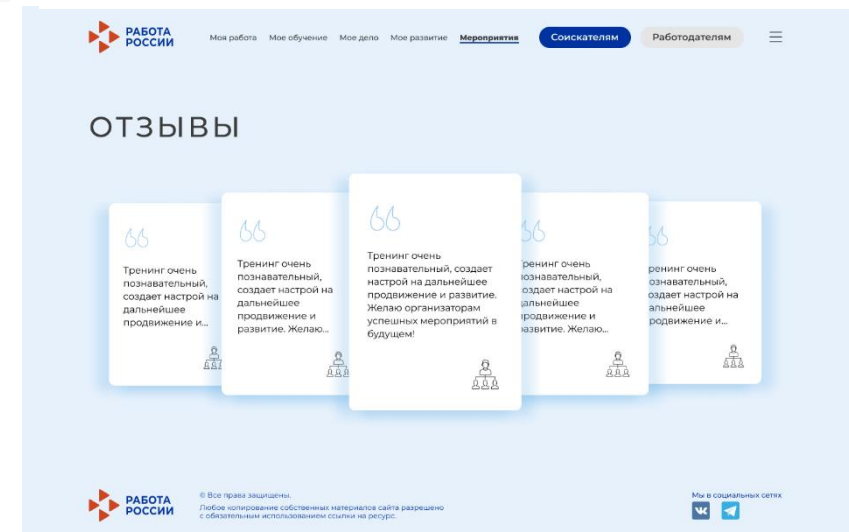 РАБОТА
РОССИИ
Моя работа Мое обучение Мое дело Мое развитие Мероприятия Соискателям Работодателям
ОТЗЫВЫ
Тренинг очень
познавательный,
создает настрой на
дальнейшее
продвижение и...
Тренинг очень
познавательный,
создает настрой на
дальнейшее
продвижение и
развитие. Желаю...
Тренинг очень
познавательный, создает
настрой на дальнейшее
продвижение и развитие.
Желаю организаторам
успешных мероприятий в
будущем!
ренинг очень
ознавательный,
оздает настрой на
альнейшее
родвижение и
развитие. Желаю...
ренинг очень
ознавательный,
оздает настрой на
альнейшее
родвижение и...
РАБОТА
РОССИИ
© Все права защищены.
Любое копирование собственных материалов сайта разрешено
с обязательным использованием ссылки на ресурс.
Мы в социальных сетях